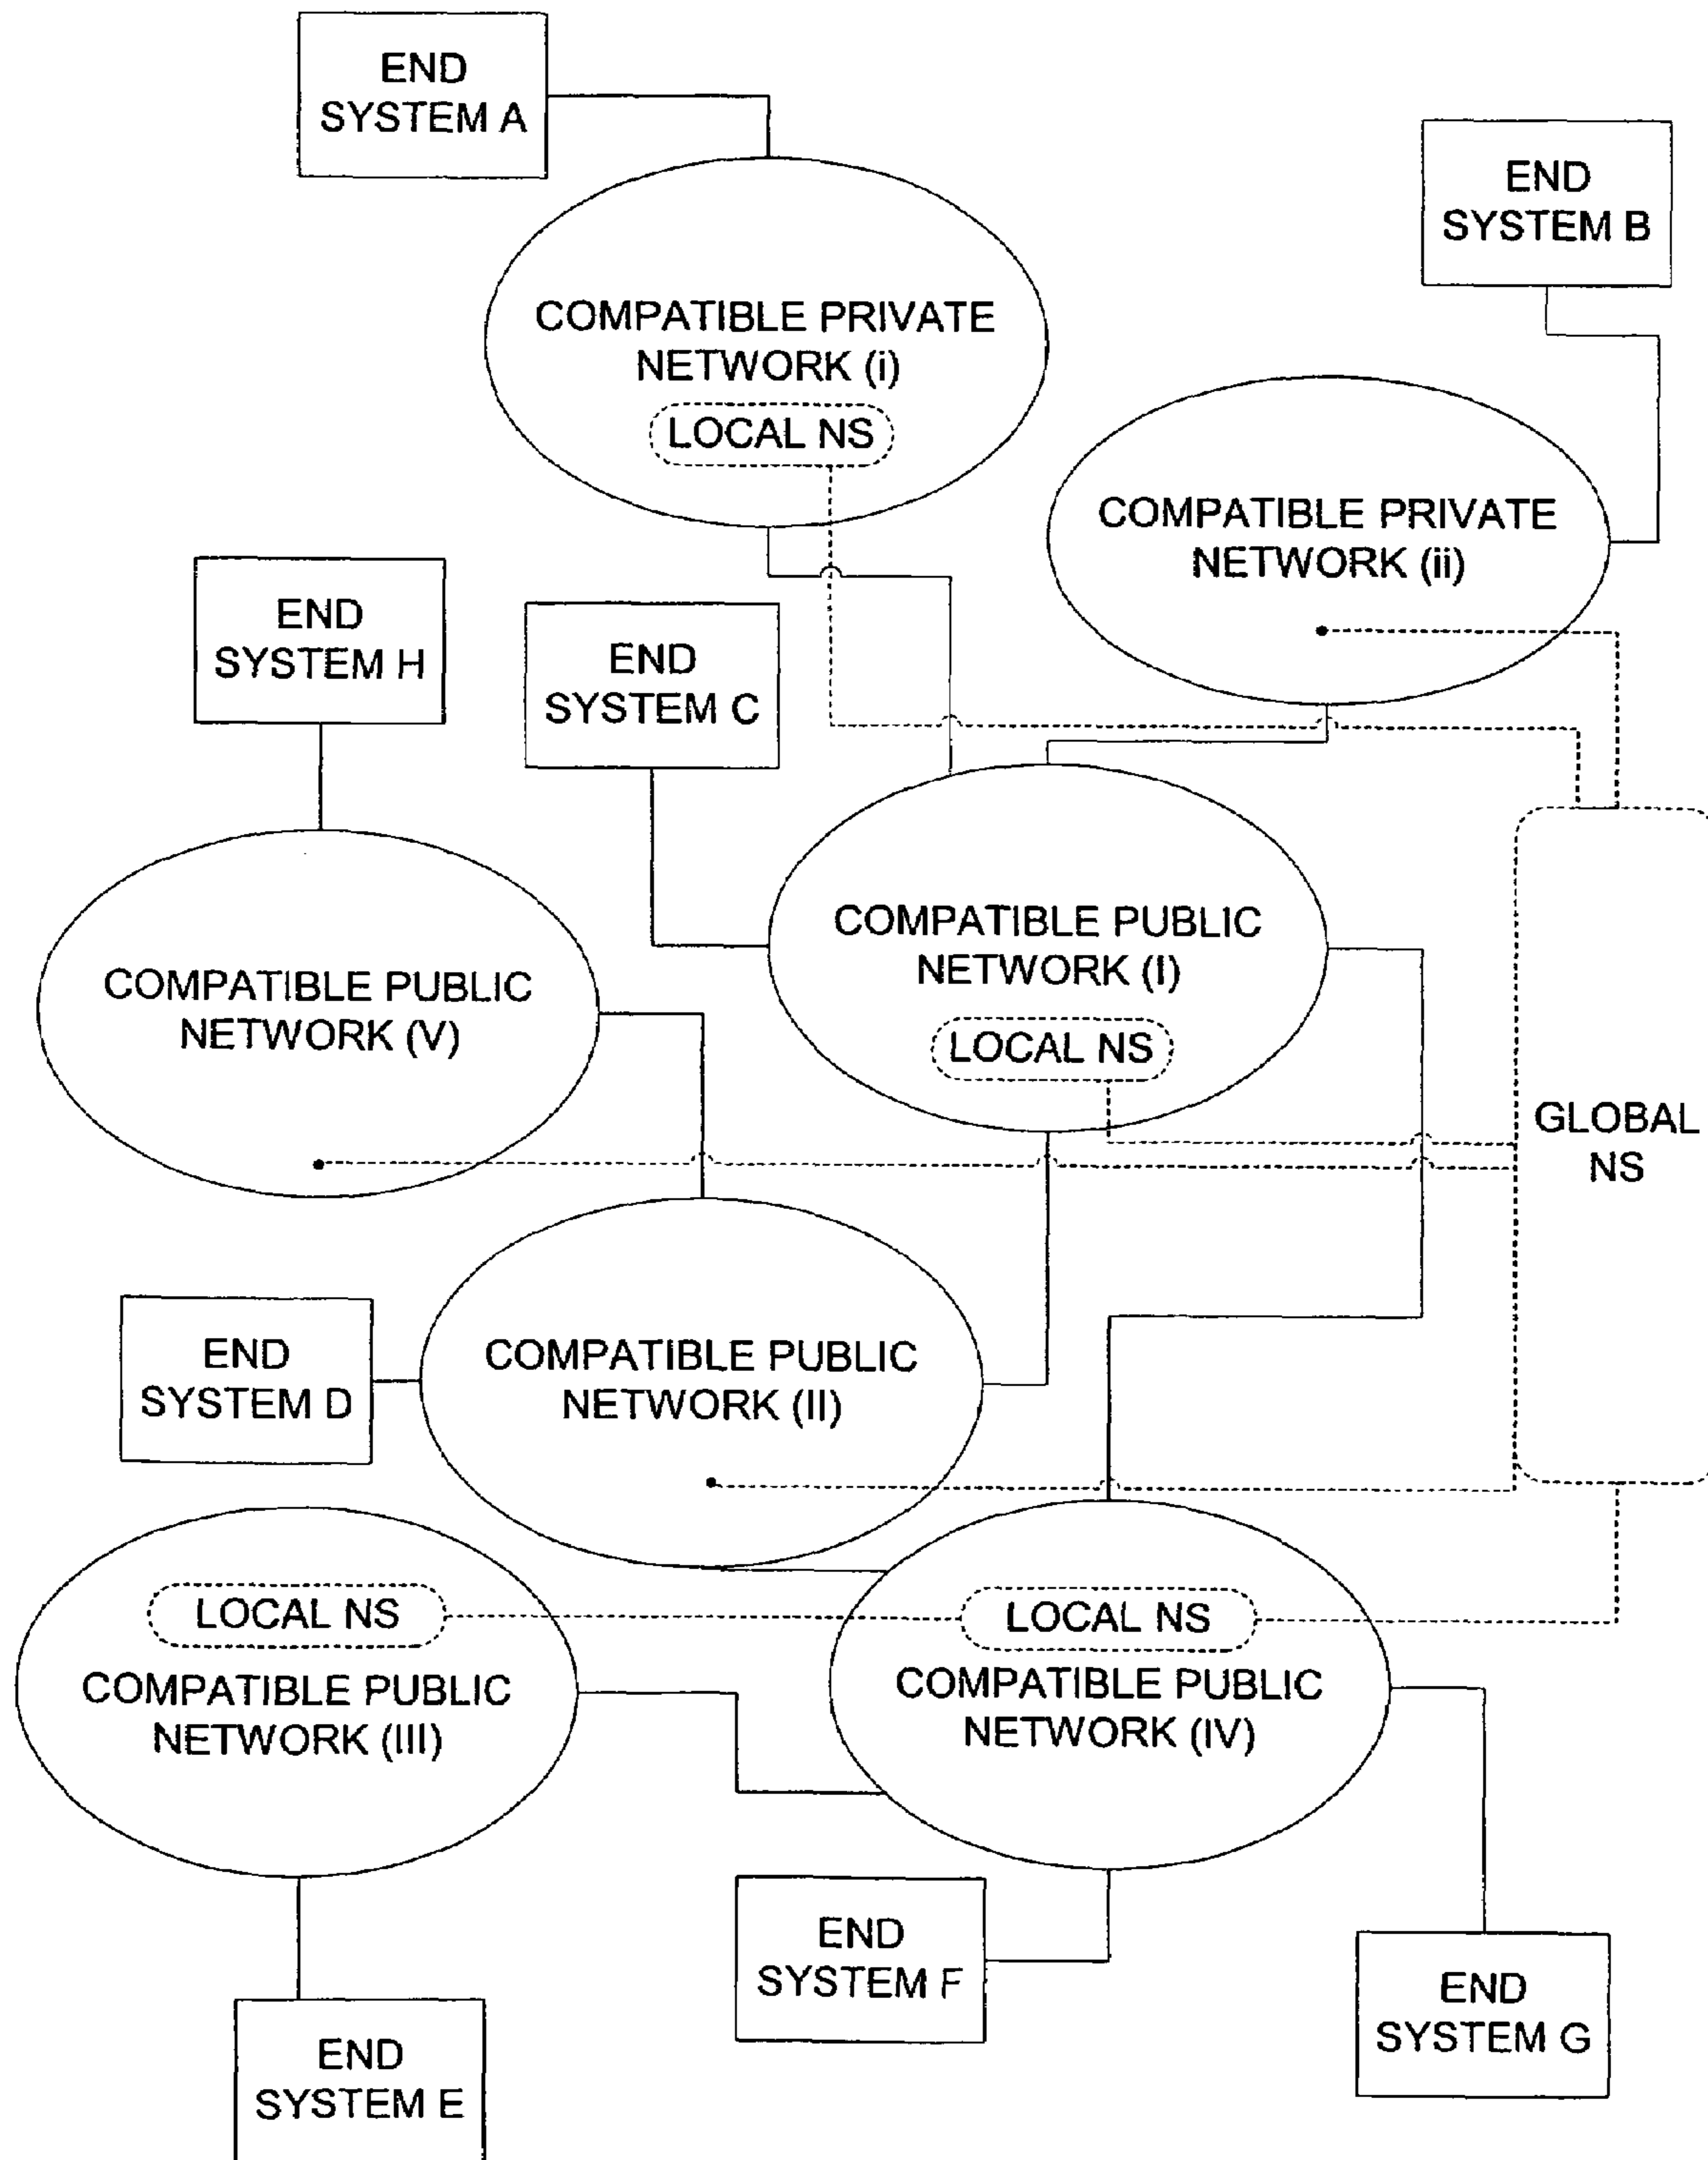 END
SYSTEM A
END
SYSTEM B
COMPATIBLE PRIVATE
NETWORK (i)
LOCAL NS
COMPATIBLE PRIVATE
NETWORK (ii)
END
SYSTEM H
END
SYSTEM C
COMPATIBLE PUBLIC
NETWORK (I)
LOCAL NS
COMPATIBLE PUBLIC
NETWORK (V)
GLOBAL
NS
END
SYSTEM D
COMPATIBLE PUBLIC
NETWORK (II)
LOCAL NS
COMPATIBLE PUBLIC
NETWORK (III)
LOCAL NS
COMPATIBLE PUBLIC
NETWORK (IV)
END
SYSTEM F
END
SYSTEM G
END
SYSTEM E